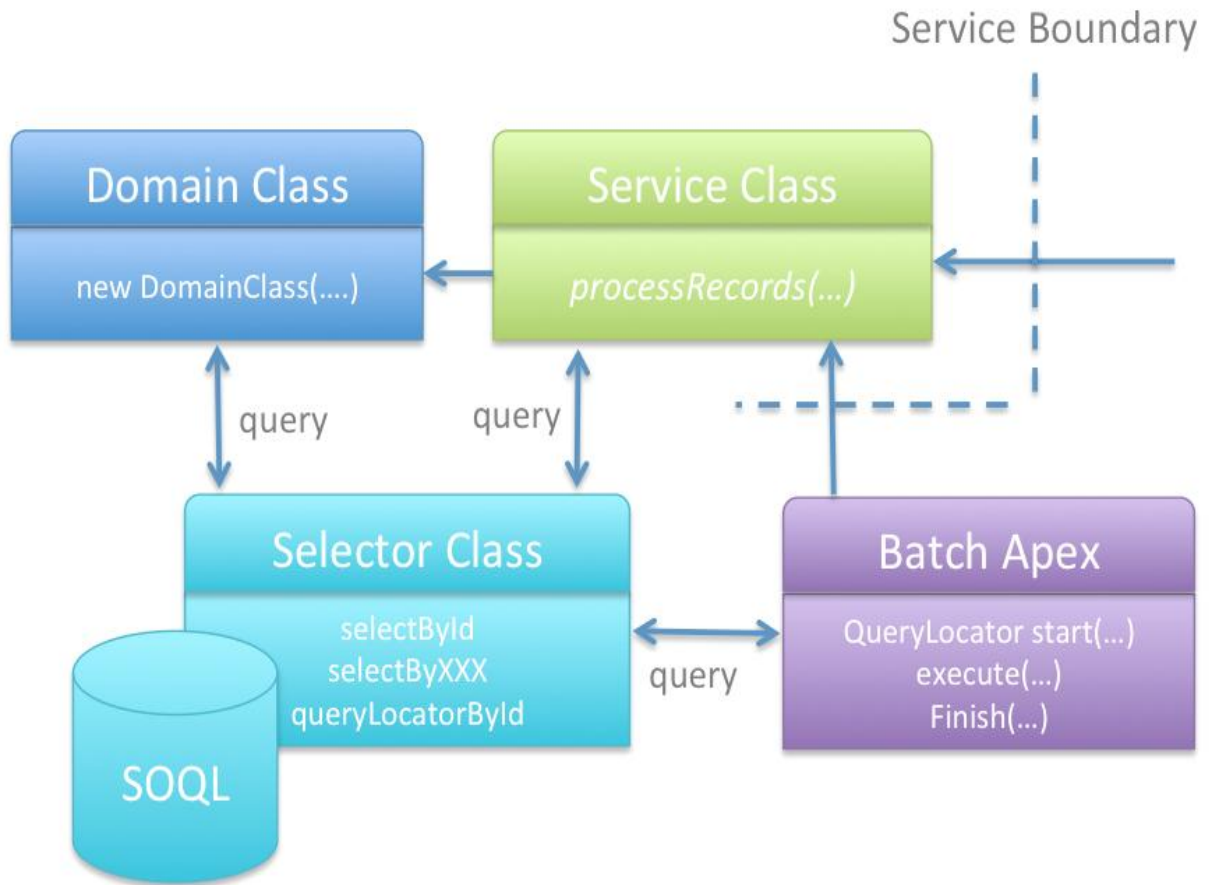 Service Boundary
Domain Class
new DomainClass(....)
Service Class
processRecords(...)
query
query
Selector Class
selectById
selectByXXX
queryLocatorById
query
Batch Apex
QueryLocator start(...)
execute(...)
Finish(...)
SOQL